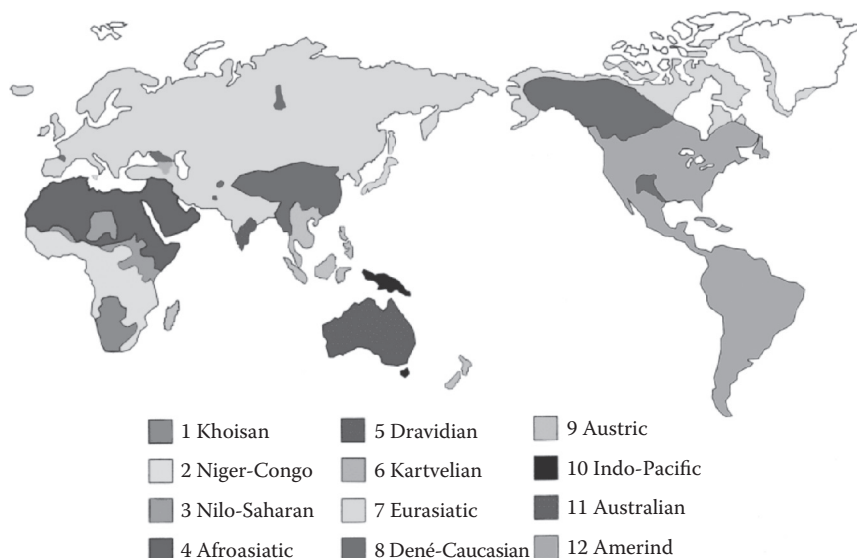 1 Khoisan
2 Niger-Congo
3 Nilo-Saharan
4 Afroasiatic
5 Dravidian
6 Kartvelian
7 Eurasiatic
8 Dené-Caucasian
9 Austric
10 Indo-Pacific
11 Australian
12 Amerind